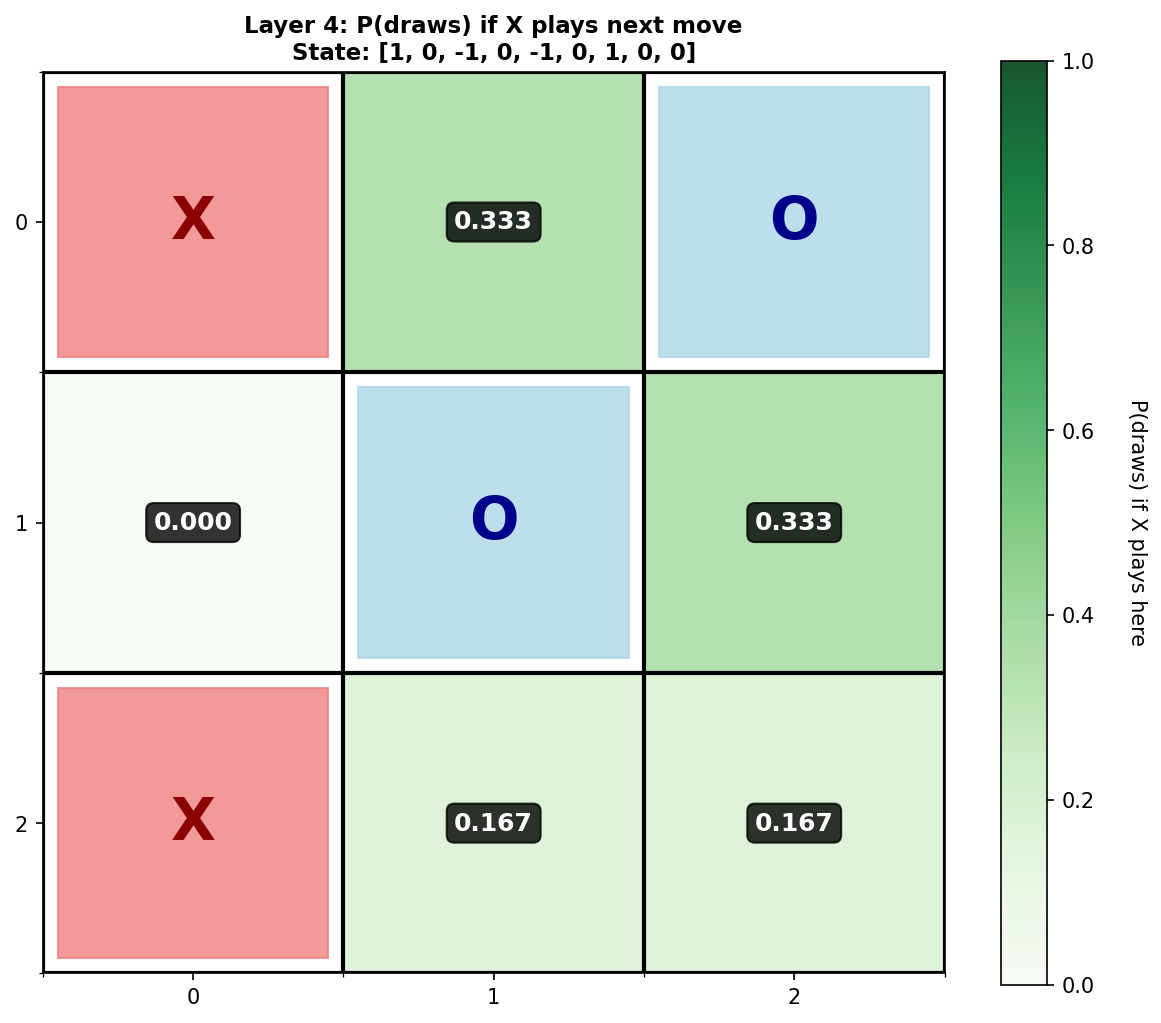 Layer 4: P(draws) if X plays next move
State: [1, 0, -1, 0, -1, 0, 1, 0, 0]
0
X
0.333
O
1
0.000
O
0.333
2
X
0.167
0.167
0
1
2
1.0
0.8
0.6
0.4
0.2
0.0
P(draws) if X plays here